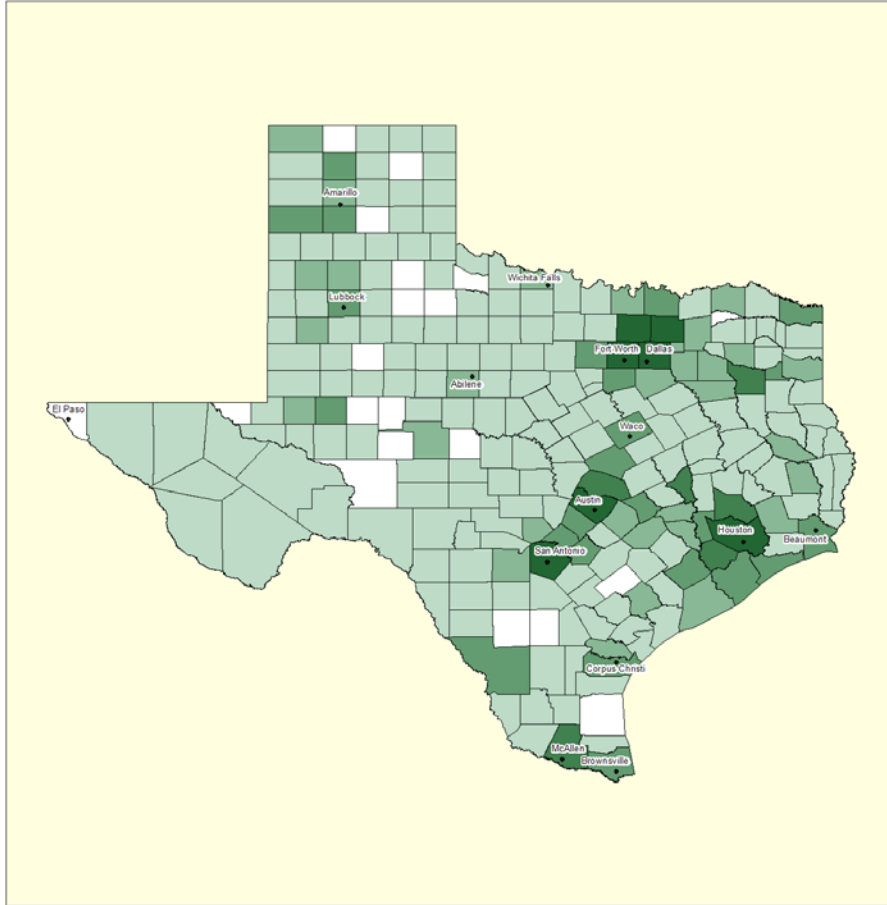 Amarillo
Wichita Falls
Lubbock
Fort-Worth Dallas
Abilene
El Paso
Waco
Austin
Houston
Beaumont
San Antonio
Corpus Christi
McAllen
Brownsville